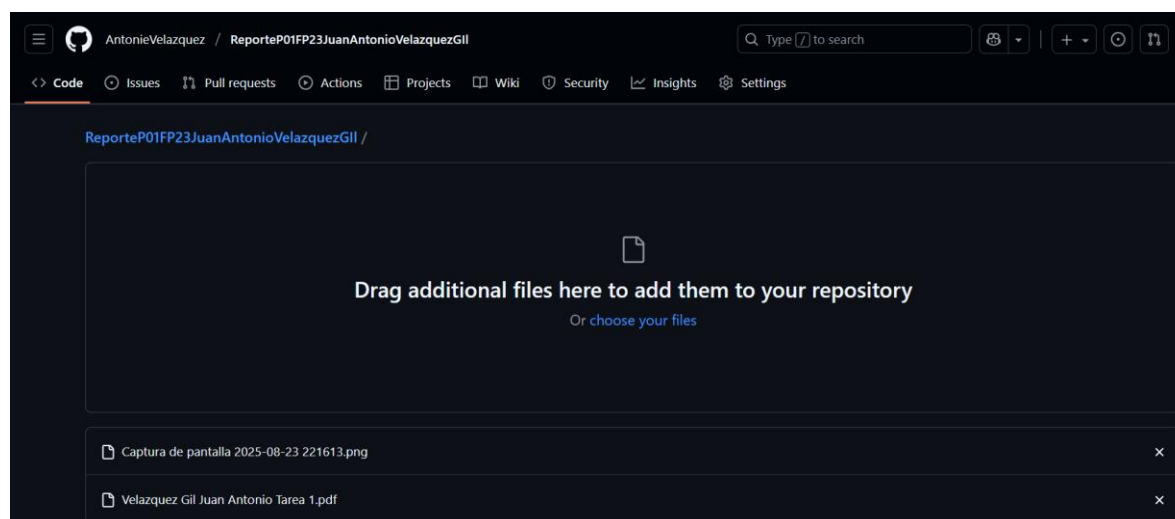 AntonieVelazquez / ReporteP01FP23JuanAntonioVelazquezGIl Type / to search
Code Issues Pull requests Actions Projects Wiki Security Insights Settings
ReporteP01FP23JuanAntonioVelazquezGIl /
Drag additional files here to add them to your repository
Or choose your files
Captura de pantalla 2025-08-23 221613.png
Velazquez Gil Juan Antonio Tarea 1.pdf